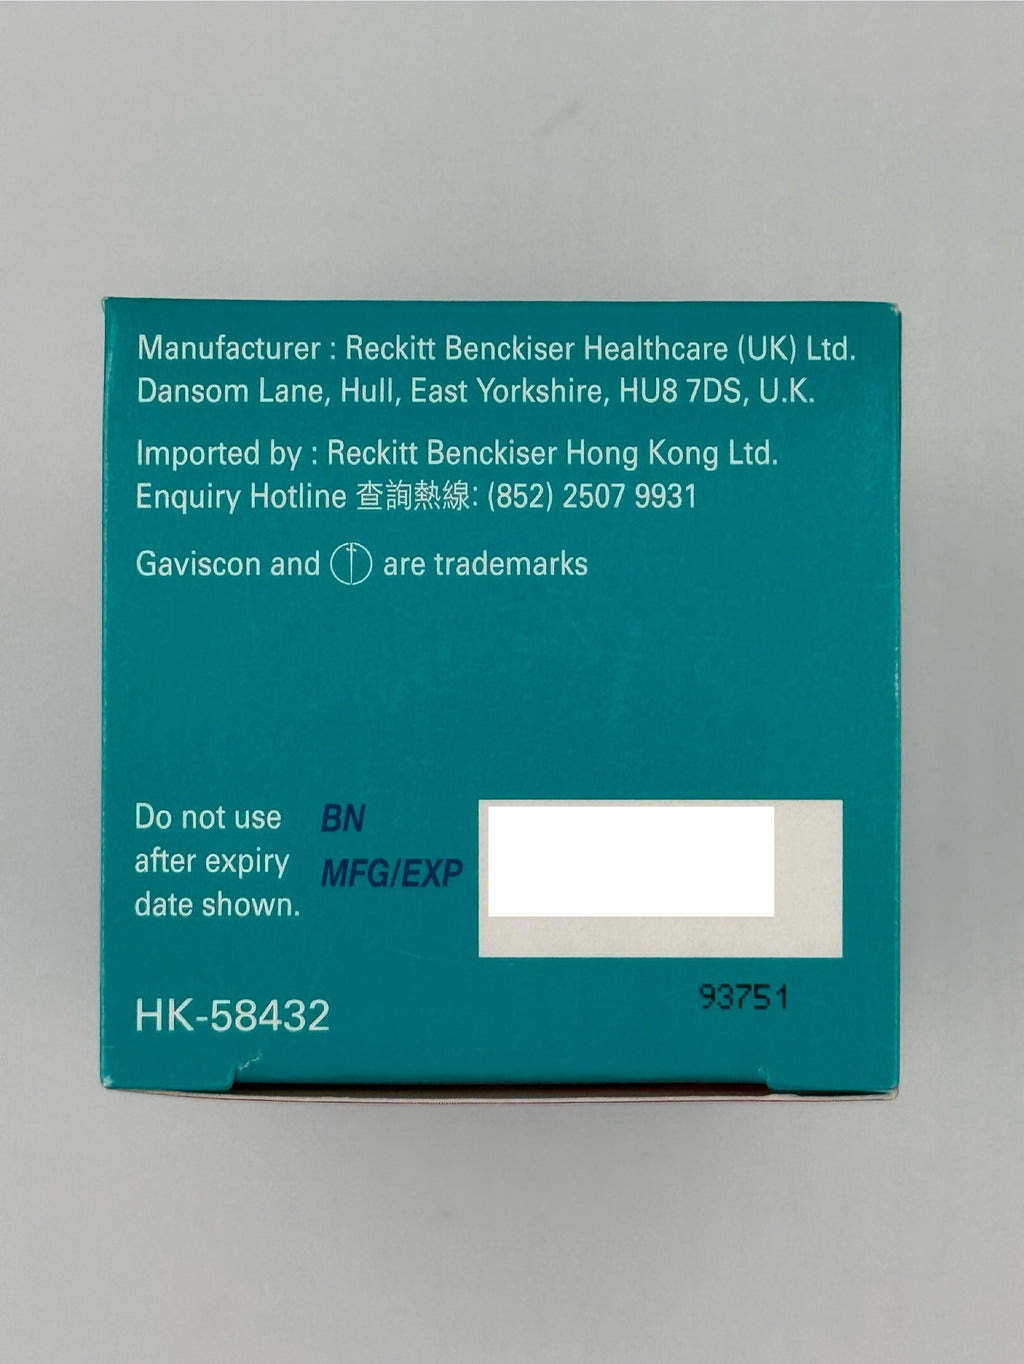 Manufacturer : Reckitt Benckiser Healthcare (UK) Ltd.
Dansom Lane, Hull, East Yorkshire, HU8 7DS, U.K.
Imported by : Reckitt Benckiser Hong Kong Ltd.
Enquiry Hotline 查詢熱線: (852) 2507 9931
Gaviscon and are trademarks
Do not use
after expiry
date shown.
BN
MFG/EXP
HK-58432
93751